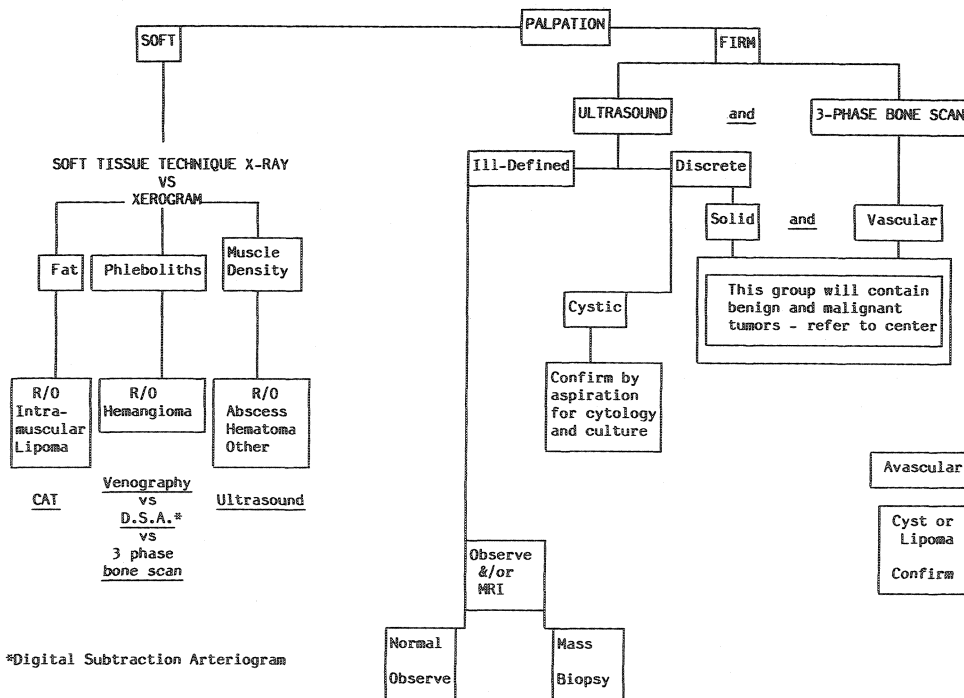 PALPATION
SOFT
FIRM
ULTRASOUND
and
3-PHASE BONE SCAN
SOFT TISSUE TECHNIQUE X-RAY
VS
XEROGRAM
Ill-Defined
Discrete
Solid
and
Vascular
Fat
Phleboliths
Muscle
Density
This group will contain
benign and malignant
tumors - refer to center
Cystic
Confirm by
aspiration
for cytology
and culture
R/O
Intra-
muscular
Lipoma
R/O
Hemangioma
R/O
Abscess
Hematoma
Other
CAT
Venography
vs
D.S.A.*
vs
3 phase
bone scan
Ultrasound
Avascular
Cyst or
Lipoma
Confirm
Observe
&/or
MRI
Normal
Observe
Mass
Biopsy
*Digital Subtraction Arteriogram